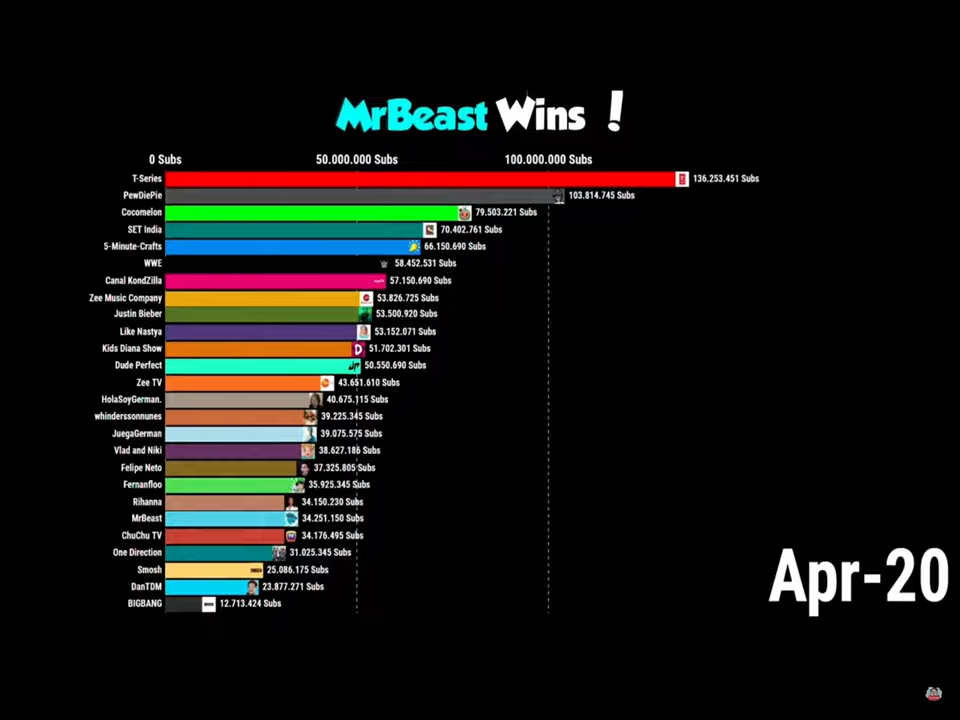 MrBeast Wins !
0 Subs 50.000.000 Subs 100.000.000 Subs
T-Series 136.253.451 Subs
PewDiePie 103.814.745 Subs
Cocomelon 79.503.221 Subs
SET India 70.402.761 Subs
5-Minute-Crafts 66.150.690 Subs
WWE 58.452.531 Subs
Canal KondZilla 57.150.690 Subs
Zee Music Company 53.826.725 Subs
Justin Bieber 53.500.920 Subs
Like Nastya 53.152.071 Subs
Kids Diana Show 51.702.301 Subs
Dude Perfect 50.550.690 Subs
Zee TV 43.651.610 Subs
HolaSoyGerman. 40.675.115 Subs
whinderssonnunes 39.225.345 Subs
JuegaGerman 39.075.575 Subs
Vlad and Niki 38.627.186 Subs
Felipe Neto 37.325.805 Subs
Fernanfloo 35.925.345 Subs
Rihanna 34.150.230 Subs
MrBeast 34.251.150 Subs
ChuChu TV 34.176.495 Subs
One Direction 31.025.345 Subs
Smosh 25.086.175 Subs
DanTDM 23.877.271 Subs
BIGBANG 12.713.424 Subs
Apr-20